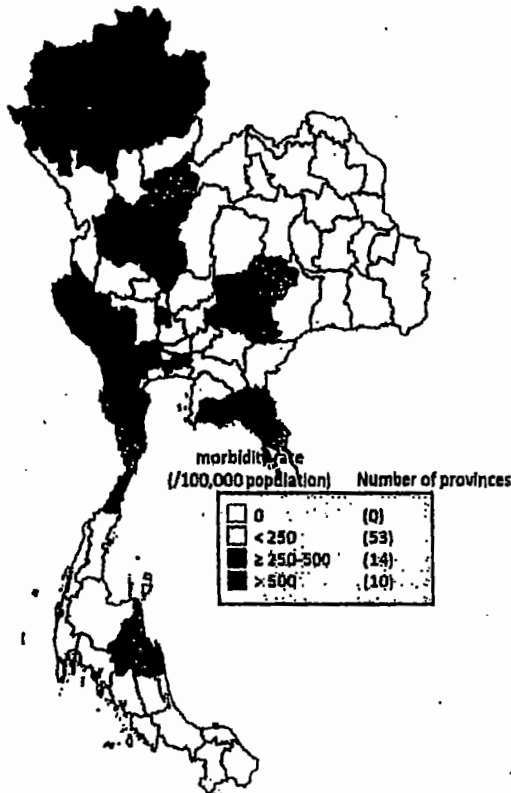 morbidity rate
(/100,000 population) Number of provinces
0 (0)
< 250 (53)
≥ 250-500 (14)
> 500 (10)